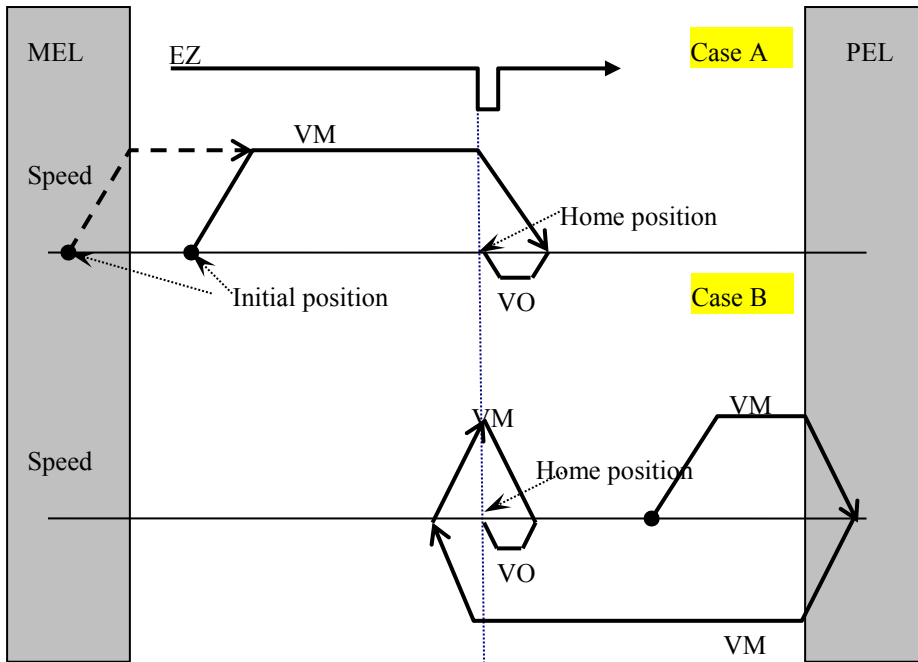 MEL
EZ
Case A
PEL
VM
Speed
Home position
Initial position
VO
Case B
VM
VM
Speed
Home position
VO
VM